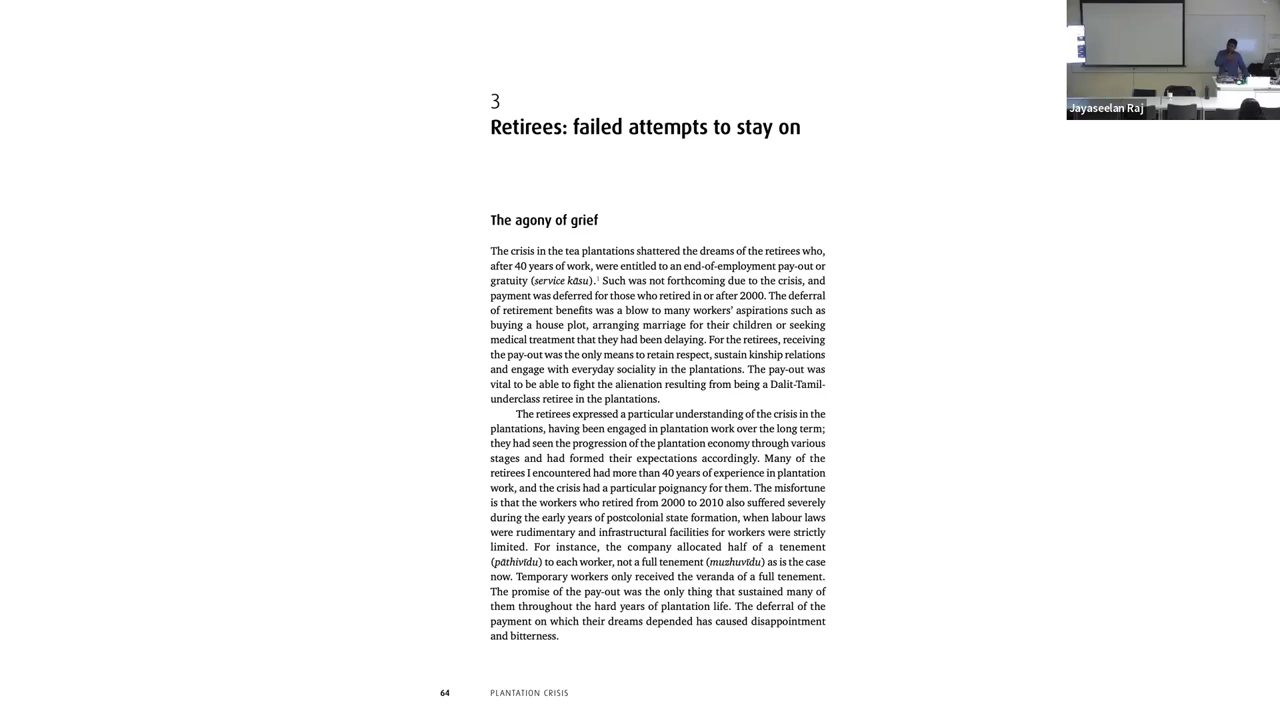 3
Retirees: failed attempts to stay on
The agony of grief
The crisis in the tea plantations shattered the dreams of the retirees who,
after 40 years of work, were entitled to an end-of-employment pay-out or
gratuity (service kāsu).¹ Such was not forthcoming due to the crisis, and
payment was deferred for those who retired in or after 2000. The deferral
of retirement benefits was a blow to many workers’ aspirations such as
buying a house plot, arranging marriage for their children or seeking
medical treatment that they had been delaying. For the retirees, receiving
the pay-out was the only means to retain respect, sustain kinship relations
and engage with everyday sociality in the plantations. The pay-out was
vital to be able to fight the alienation resulting from being a Dalit-Tamil-
underclass retiree in the plantations.
The retirees expressed a particular understanding of the crisis in the
plantations, having been engaged in plantation work over the long term;
they had seen the progression of the plantation economy through various
stages and had formed their expectations accordingly. Many of the
retirees I encountered had more than 40 years of experience in plantation
work, and the crisis had a particular poignancy for them. The misfortune
is that the workers who retired from 2000 to 2010 also suffered severely
during the early years of postcolonial state formation, when labour laws
were rudimentary and infrastructural facilities for workers were strictly
limited. For instance, the company allocated half of a tenement
(pāthivīdu) to each worker, not a full tenement (muzhuvīdu) as is the case
now. Temporary workers only received the veranda of a full tenement.
The promise of the pay-out was the only thing that sustained many of
them throughout the hard years of plantation life. The deferral of the
payment on which their dreams depended has caused disappointment
and bitterness.
64 PLANTATION CRISIS
Jayaseelan Raj